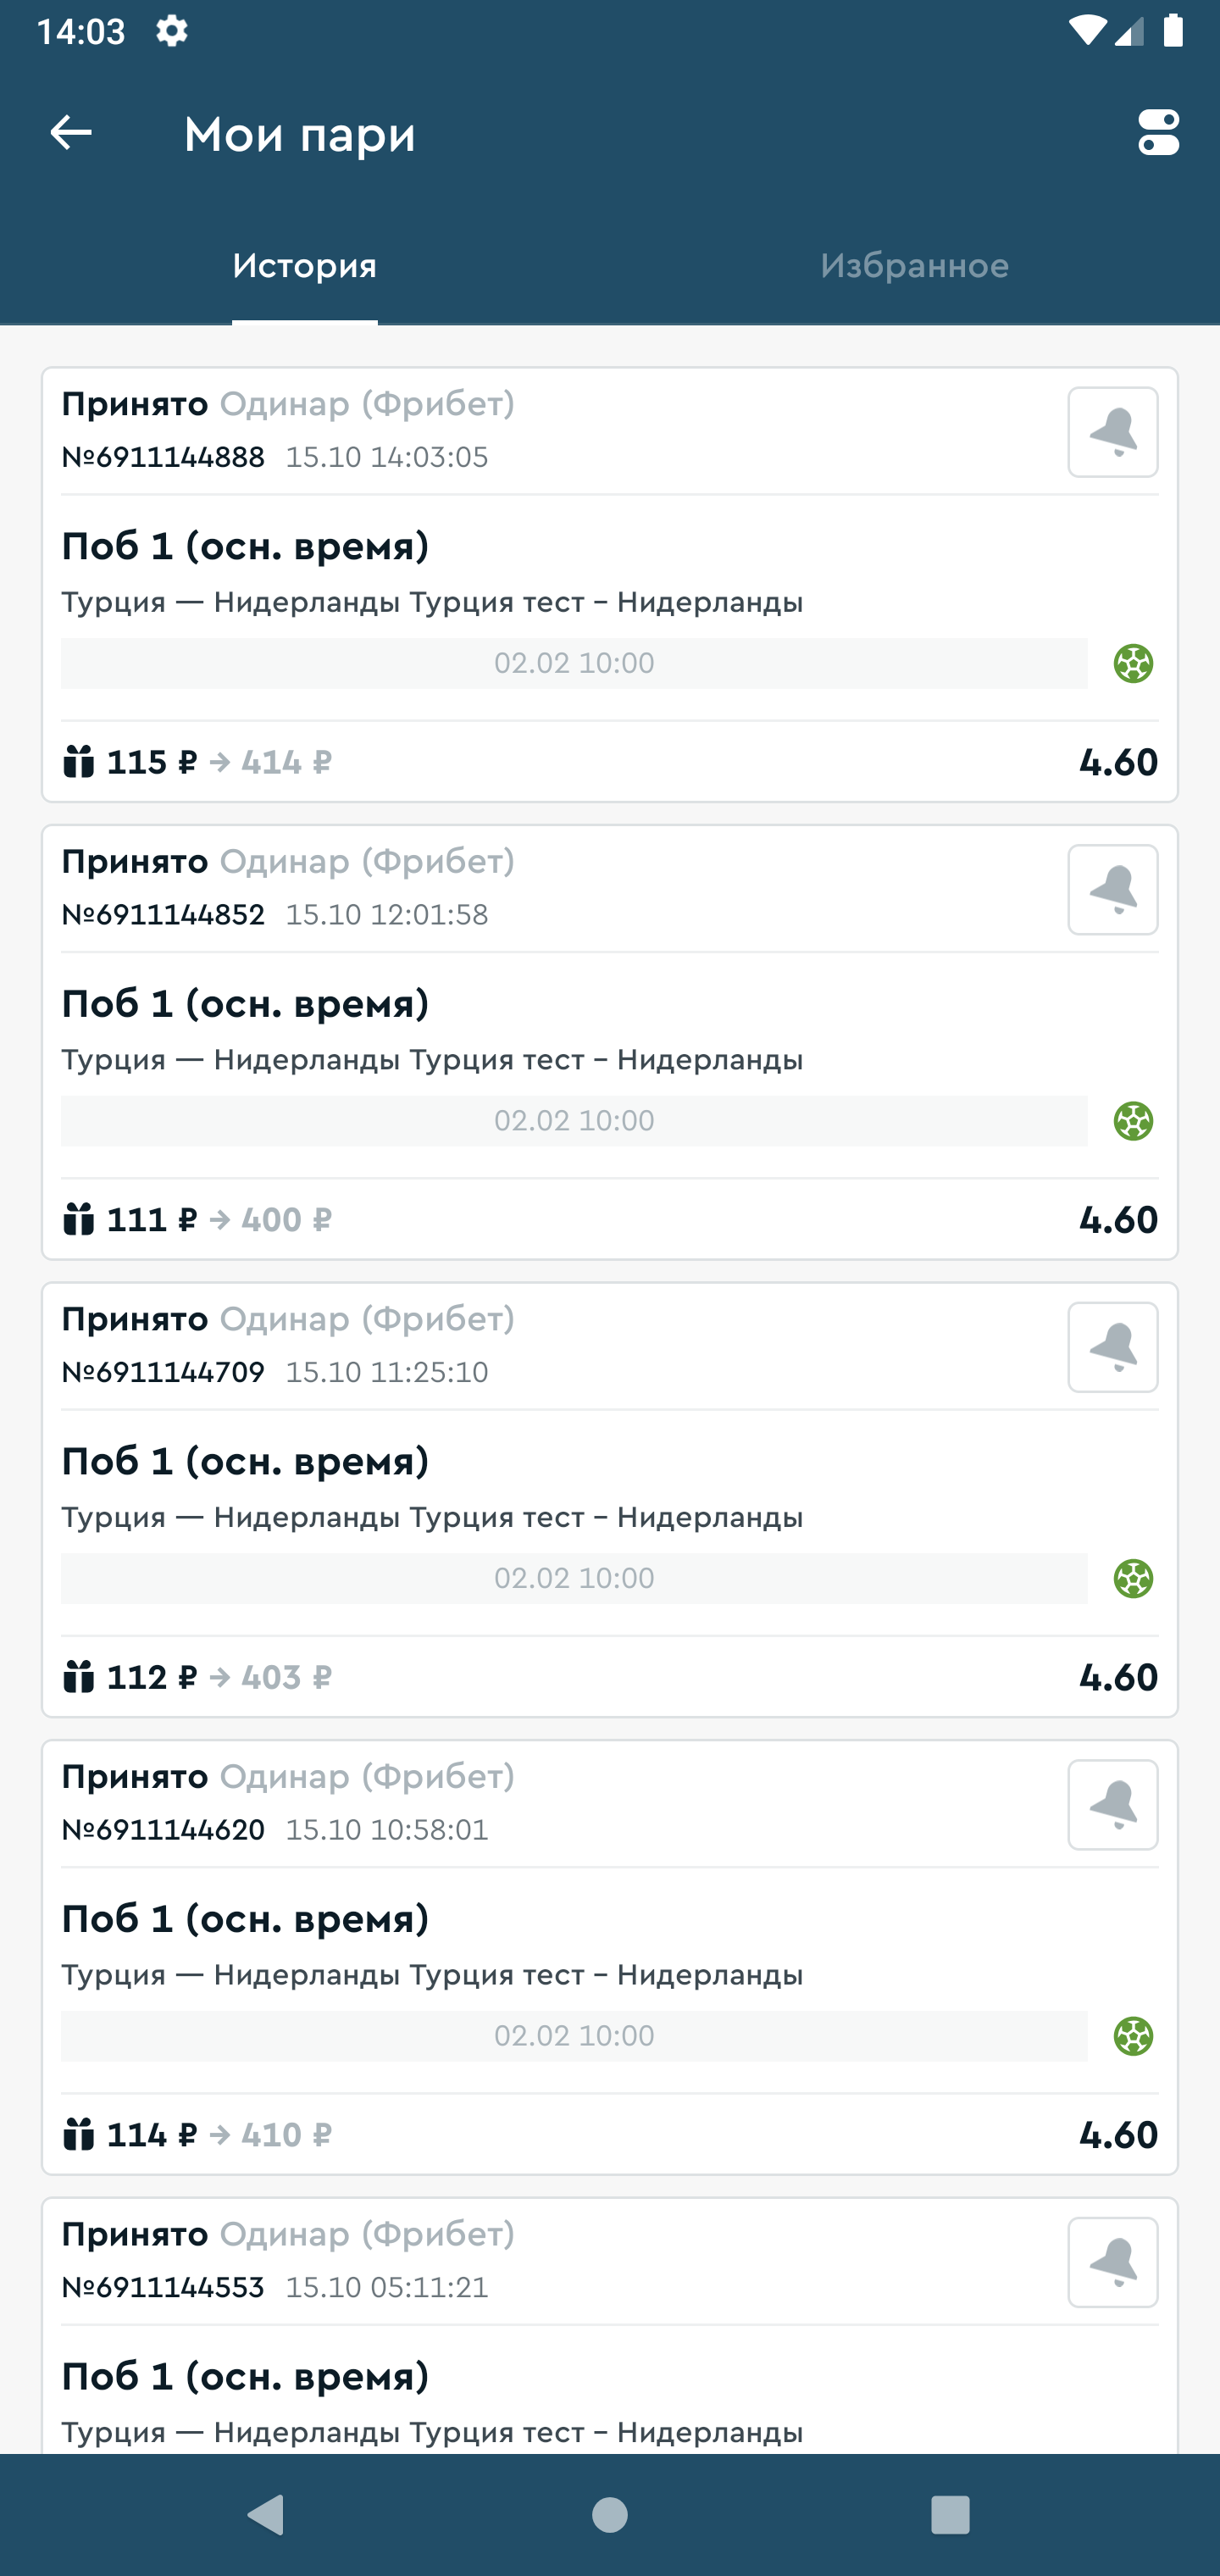 14:03
Мои пари
История Избранное
Принято Одинар (Фрибет)
№6911144888 15.10 14:03:05
Поб 1 (осн. время)
Турция — Нидерланды Турция тест – Нидерланды
02.02 10:00
115 ₽ → 414 ₽ 4.60
Принято Одинар (Фрибет)
№6911144852 15.10 12:01:58
Поб 1 (осн. время)
Турция — Нидерланды Турция тест – Нидерланды
02.02 10:00
111 ₽ → 400 ₽ 4.60
Принято Одинар (Фрибет)
№6911144709 15.10 11:25:10
Поб 1 (осн. время)
Турция — Нидерланды Турция тест – Нидерланды
02.02 10:00
112 ₽ → 403 ₽ 4.60
Принято Одинар (Фрибет)
№6911144620 15.10 10:58:01
Поб 1 (осн. время)
Турция — Нидерланды Турция тест – Нидерланды
02.02 10:00
114 ₽ → 410 ₽ 4.60
Принято Одинар (Фрибет)
№6911144553 15.10 05:11:21
Поб 1 (осн. время)
Турция — Нидерланды Турция тест – Нидерланды